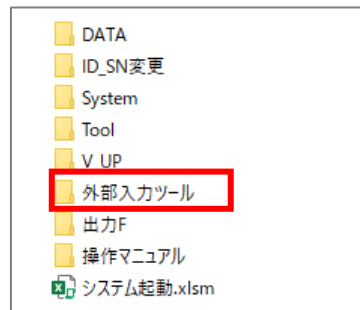 DATA
ID_SN変更
System
Tool
V_UP
外部入力ツール
出力F
操作マニュアル
システム起動.xlsm